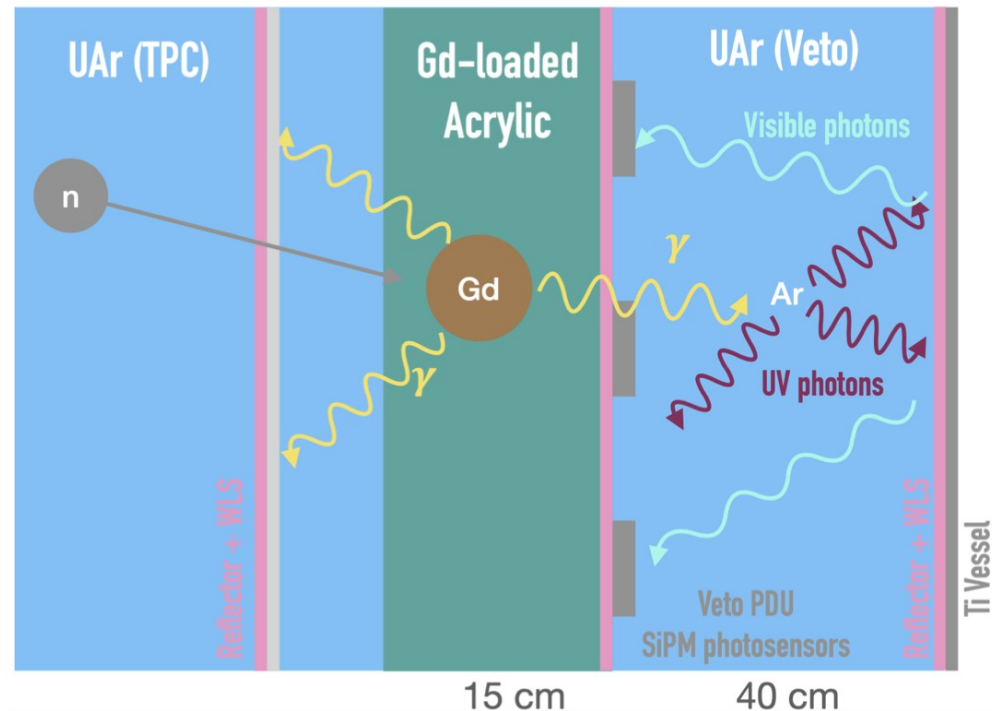 UAr (TPC)
Gd-loaded
Acrylic
UAr (Veto)
Visible photons
n
γ
Gd
Ar
γ
UV photons
Reflector + WLS
Reflector + WLS
Ti Vessel
Veto PDU
SiPM photosensors
15 cm
40 cm